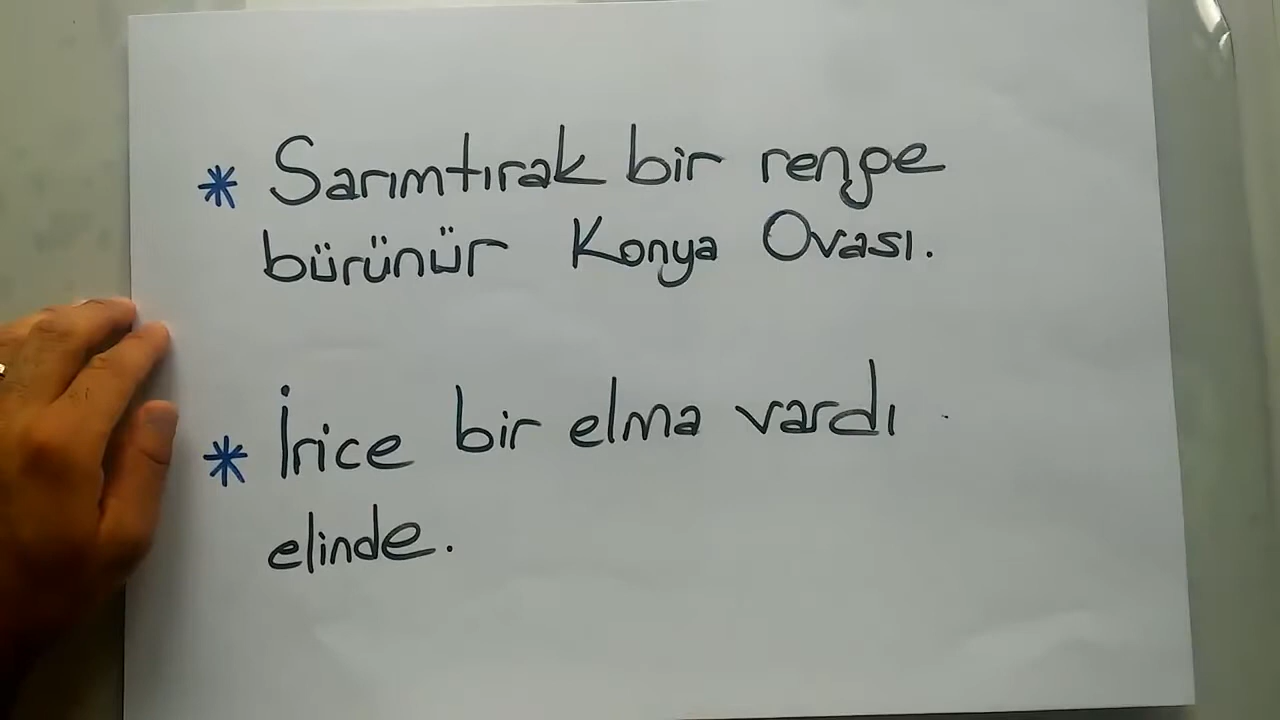 * Sarımtırak bir renge
bürünür Konya Ovası.
* İrice bir elma vardı
elinde.